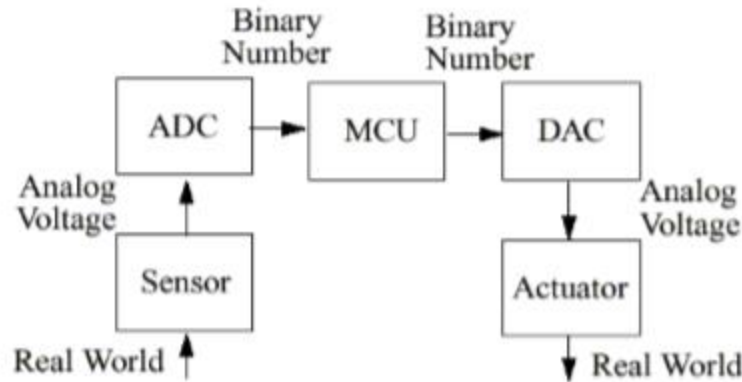 Binary
Number
Binary
Number
ADC
MCU
DAC
Analog
Voltage
Analog
Voltage
Sensor
Actuator
Real World
Real World